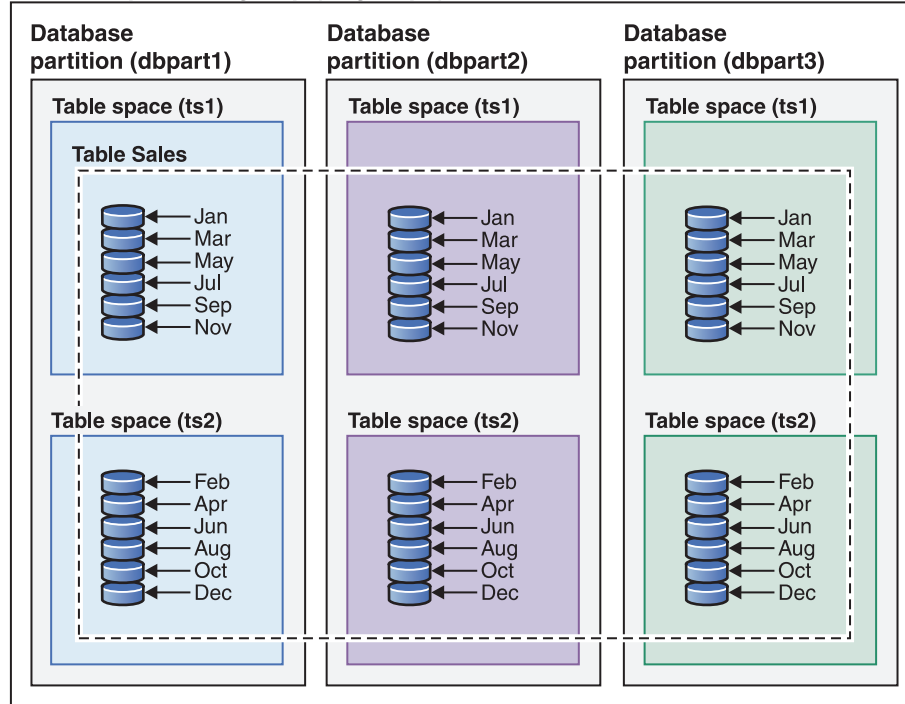 Database
partition (dbpart1)
Table space (ts1)
Table Sales
Jan
Mar
May
Jul
Sep
Nov
Table space (ts2)
Feb
Apr
Jun
Aug
Oct
Dec
Database
partition (dbpart2)
Table space (ts1)
Jan
Mar
May
Jul
Sep
Nov
Table space (ts2)
Feb
Apr
Jun
Aug
Oct
Dec
Database
partition (dbpart3)
Table space (ts1)
Jan
Mar
May
Jul
Sep
Nov
Table space (ts2)
Feb
Apr
Jun
Aug
Oct
Dec